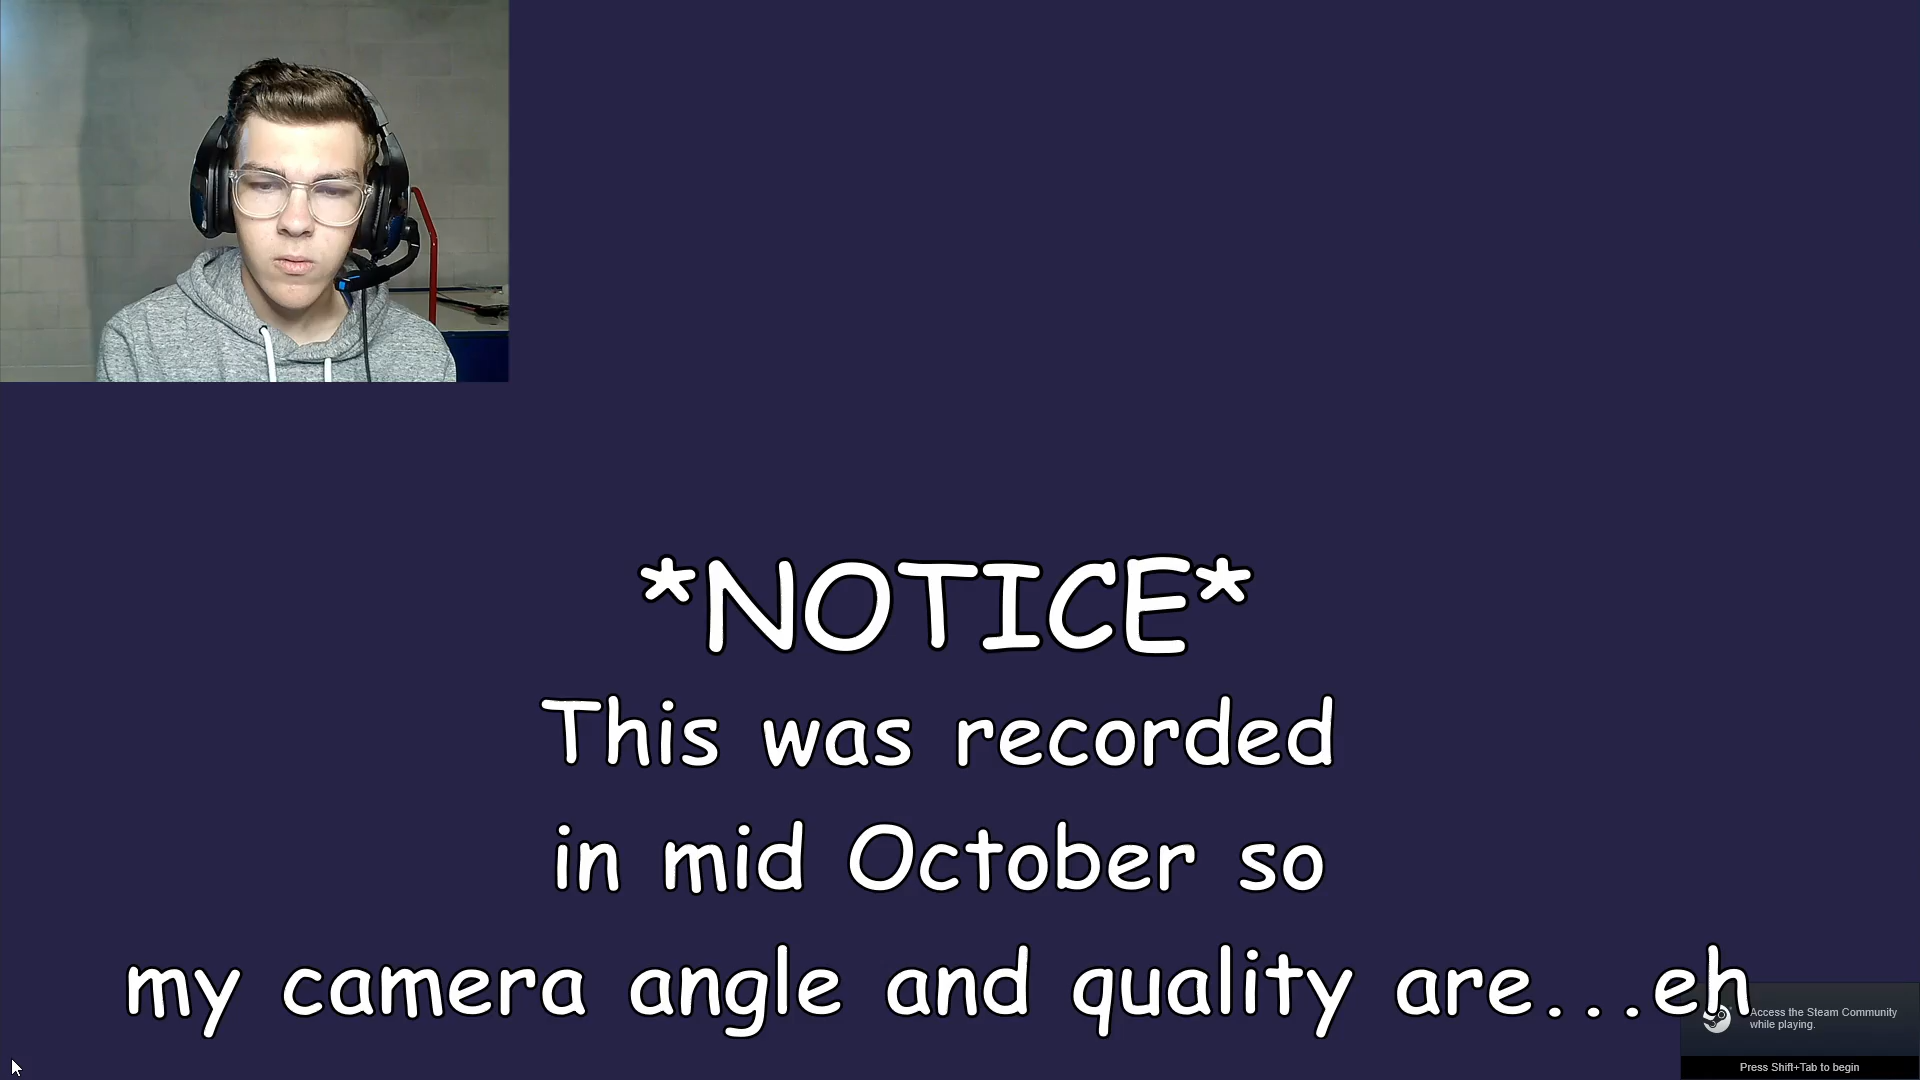 *NOTICE*
This was recorded
in mid October so
my camera angle and quality are...eh
Access the Steam Community
while playing.
Press Shift+Tab to begin